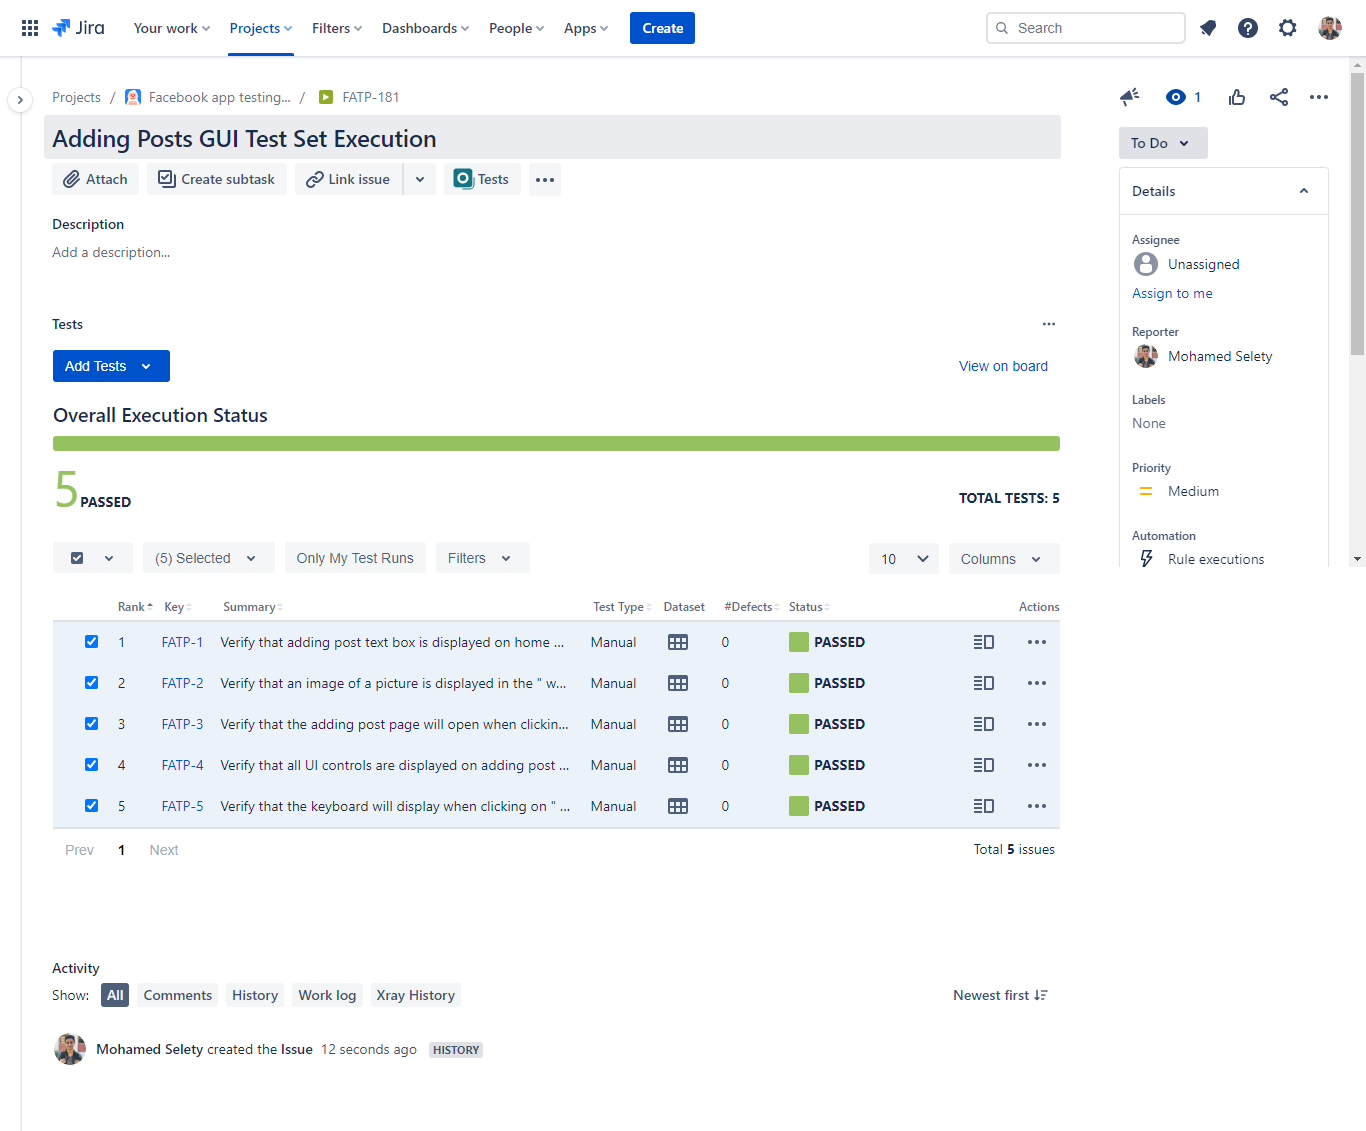 Jira Your work Projects Filters Dashboards People Apps Create Search
Projects / Facebook app testing... / FATP-181 1
Adding Posts GUI Test Set Execution
To Do
Attach Create subtask Link issue Tests
Details
Description
Add a description...
Assignee
Unassigned
Assign to me
Tests
Reporter
Mohamed Selety
Add Tests View on board
Labels
None
Overall Execution Status
Priority
Medium
5 PASSED TOTAL TESTS: 5
Automation
Rule executions
(5) Selected Only My Test Runs Filters 10 Columns
Rank Key Summary Test Type Dataset #Defects Status Actions
1 FATP-1 Verify that adding post text box is displayed on home ... Manual 0 PASSED
2 FATP-2 Verify that an image of a picture is displayed in the " w... Manual 0 PASSED
3 FATP-3 Verify that the adding post page will open when clickin... Manual 0 PASSED
4 FATP-4 Verify that all UI controls are displayed on adding post ... Manual 0 PASSED
5 FATP-5 Verify that the keyboard will display when clicking on " ... Manual 0 PASSED
Prev 1 Next Total 5 issues
Activity
Show: All Comments History Work log Xray History Newest first
Mohamed Selety created the Issue 12 seconds ago HISTORY